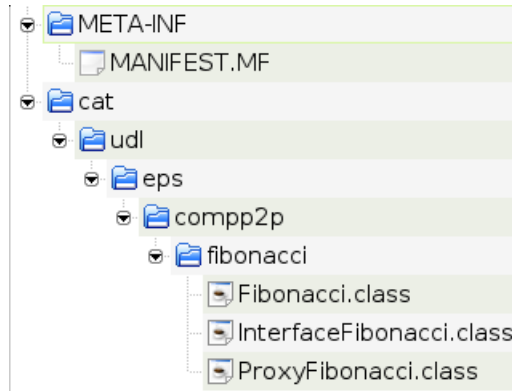 META-INF
MANIFEST.MF
cat
udl
eps
compp2p
fibonacci
Fibonacci.class
InterfaceFibonacci.class
ProxyFibonacci.class